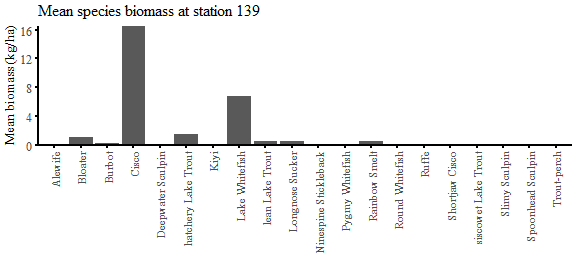 Mean species biomass at station 139
Mean biomass (kg/ha)
16
12
8
4
0
Alewife
Bloater
Burbot
Cisco
Deepwater Sculpin
hatchery Lake Trout
Kiyi
Lake Whitefish
lean Lake Trout
Longnose Sucker
Ninespine Stickleback
Pygmy Whitefish
Rainbow Smelt
Round Whitefish
Ruffe
Shortjaw Cisco
siscowet Lake Trout
Slimy Sculpin
Spoonhead Sculpin
Trout-perch